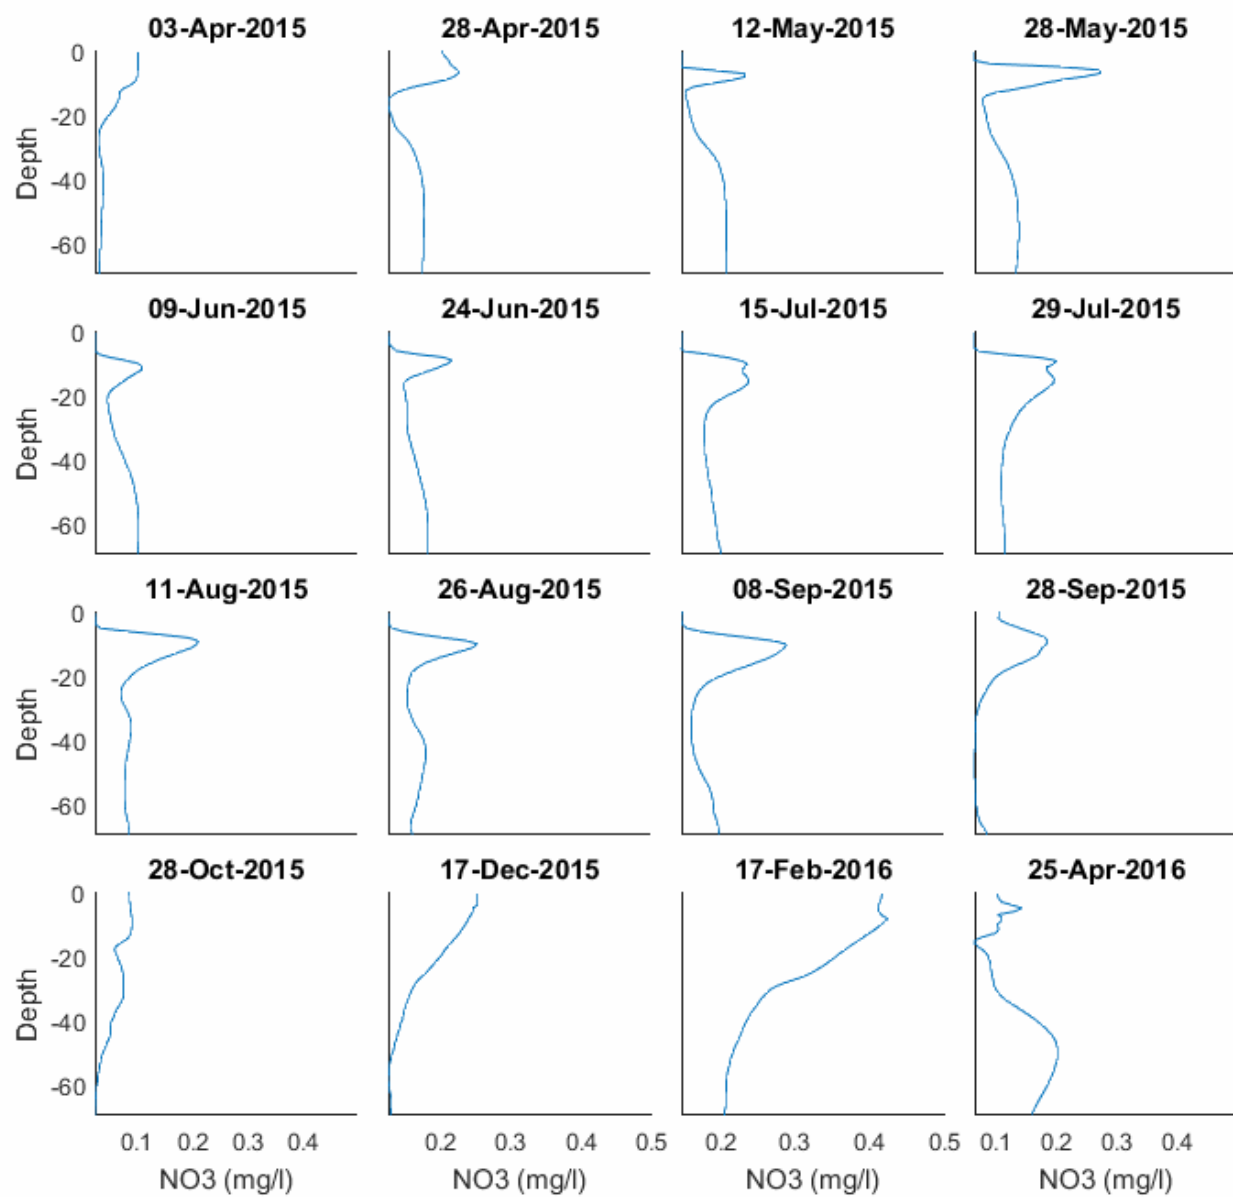 03-Apr-2015 28-Apr-2015 12-May-2015 28-May-2015
0
-20
-40
-60
Depth
09-Jun-2015 24-Jun-2015 15-Jul-2015 29-Jul-2015
0
-20
-40
-60
Depth
11-Aug-2015 26-Aug-2015 08-Sep-2015 28-Sep-2015
0
-20
-40
-60
Depth
28-Oct-2015 17-Dec-2015 17-Feb-2016 25-Apr-2016
0
-20
-40
-60
Depth
0.1 0.2 0.3 0.4 0.2 0.3 0.4 0.5 0.2 0.3 0.4 0.5 0.1 0.2 0.4
NO3 (mg/l) NO3 (mg/l) NO3 (mg/l) NO3 (mg/l)